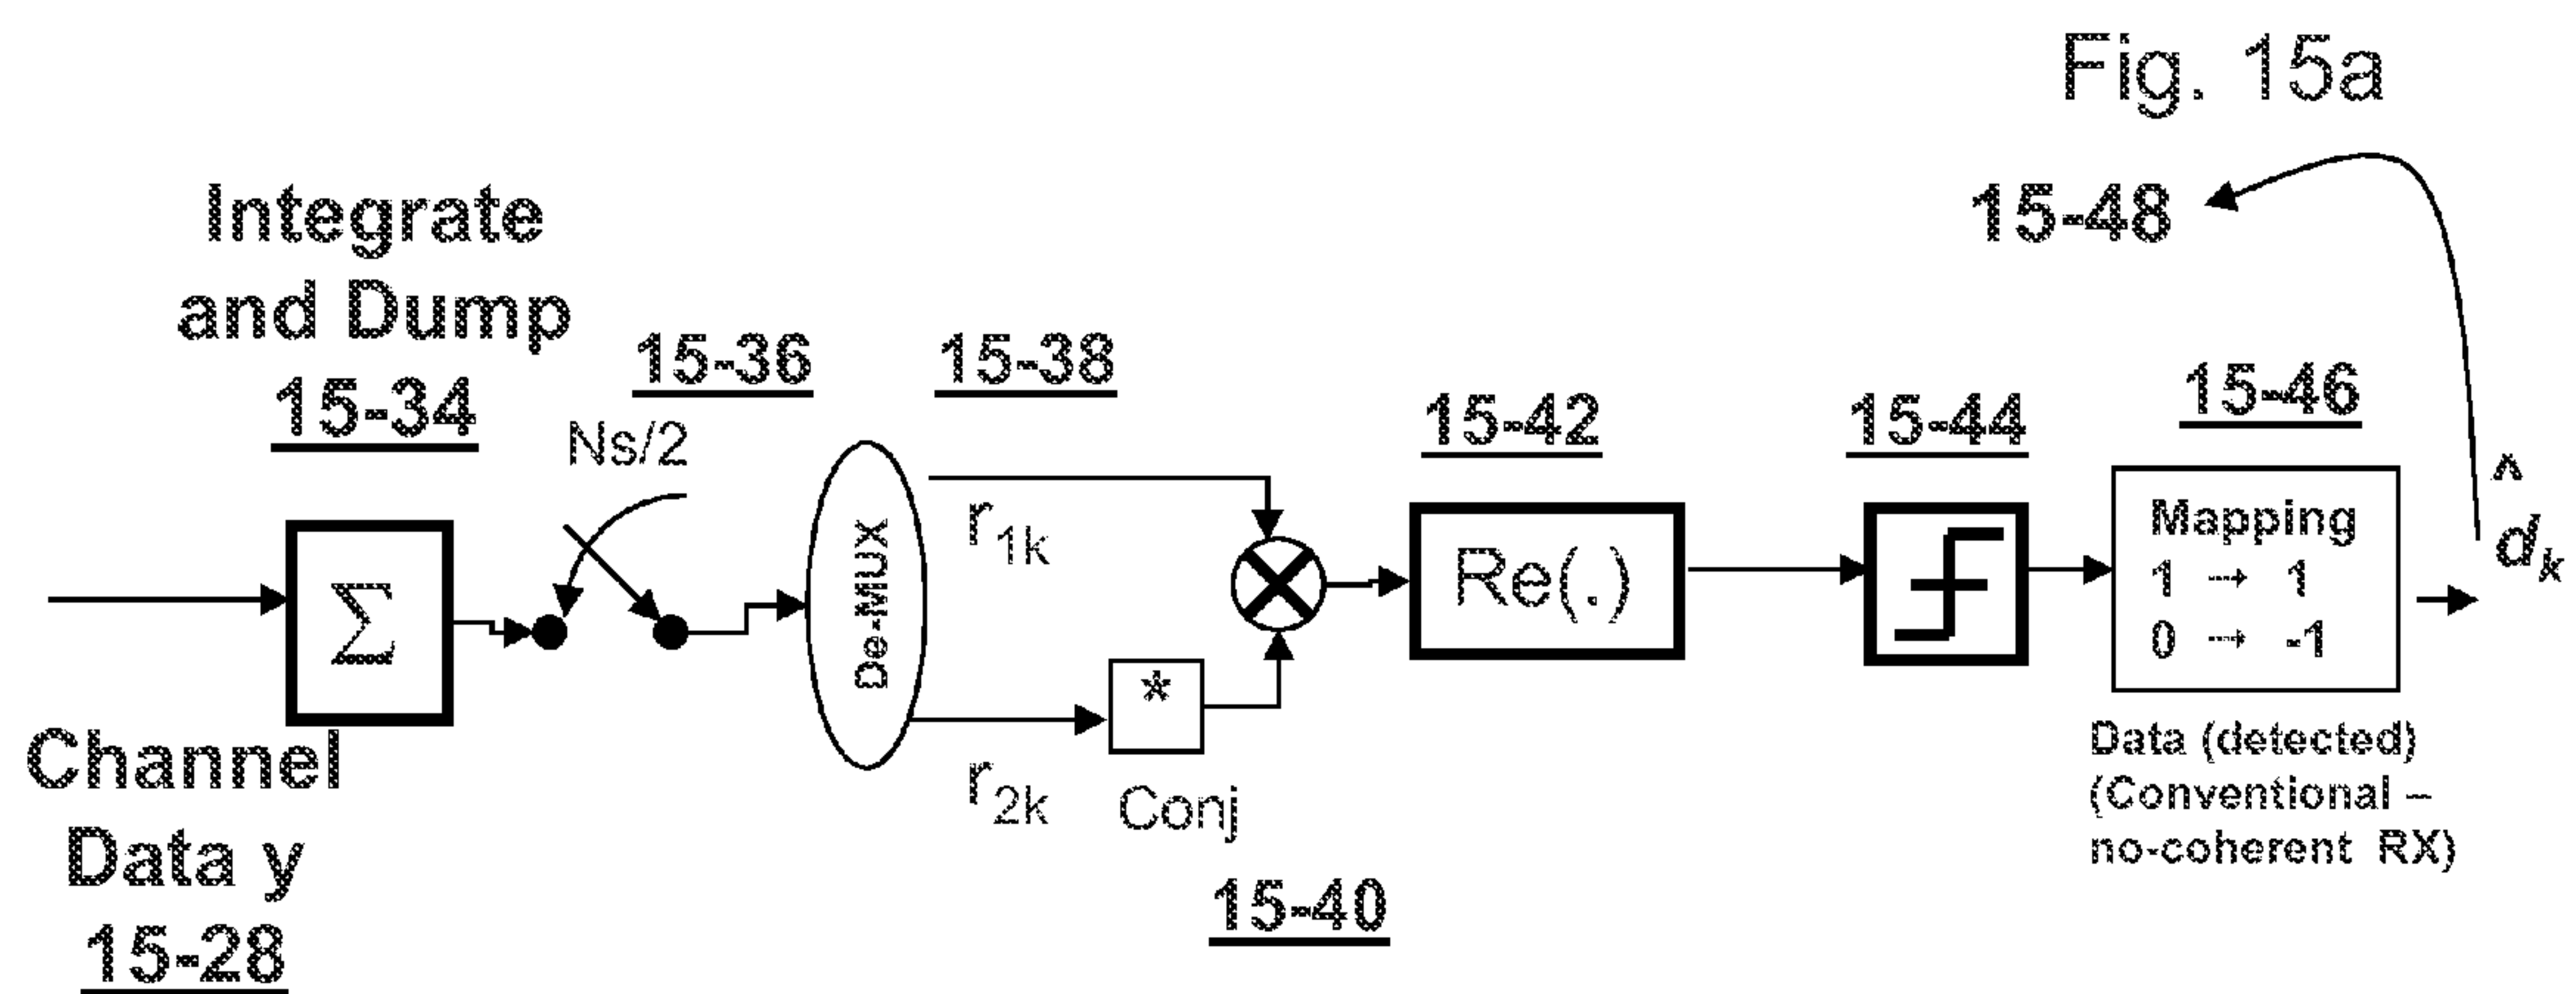 Fig. 15a
15-48
Integrate
and Dump
15-34
15-36
15-38
Ns/2
15-42
15-44
15-46
Σ
De-MUX
r1k
r2k
*
Conj
15-40
Re(.)
Mapping
1 → 1
0 → -1
^
dk
Data (detected)
(Conventional –
no-coherent RX)
Channel
Data y
15-28